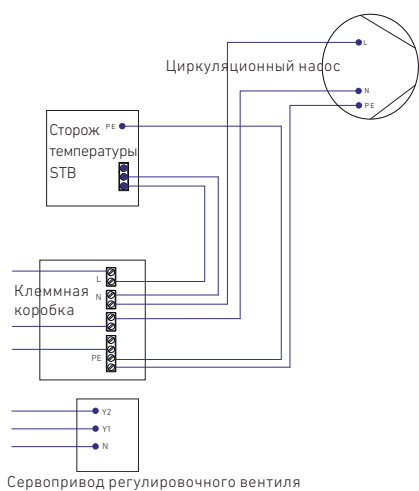 L
Циркуляционный насос
N
PE
Сторож
PE
температуры
STB
L
Клеммная
N
коробка
PE
Y2
Y1
N
Сервопривод регулировочного вентиля